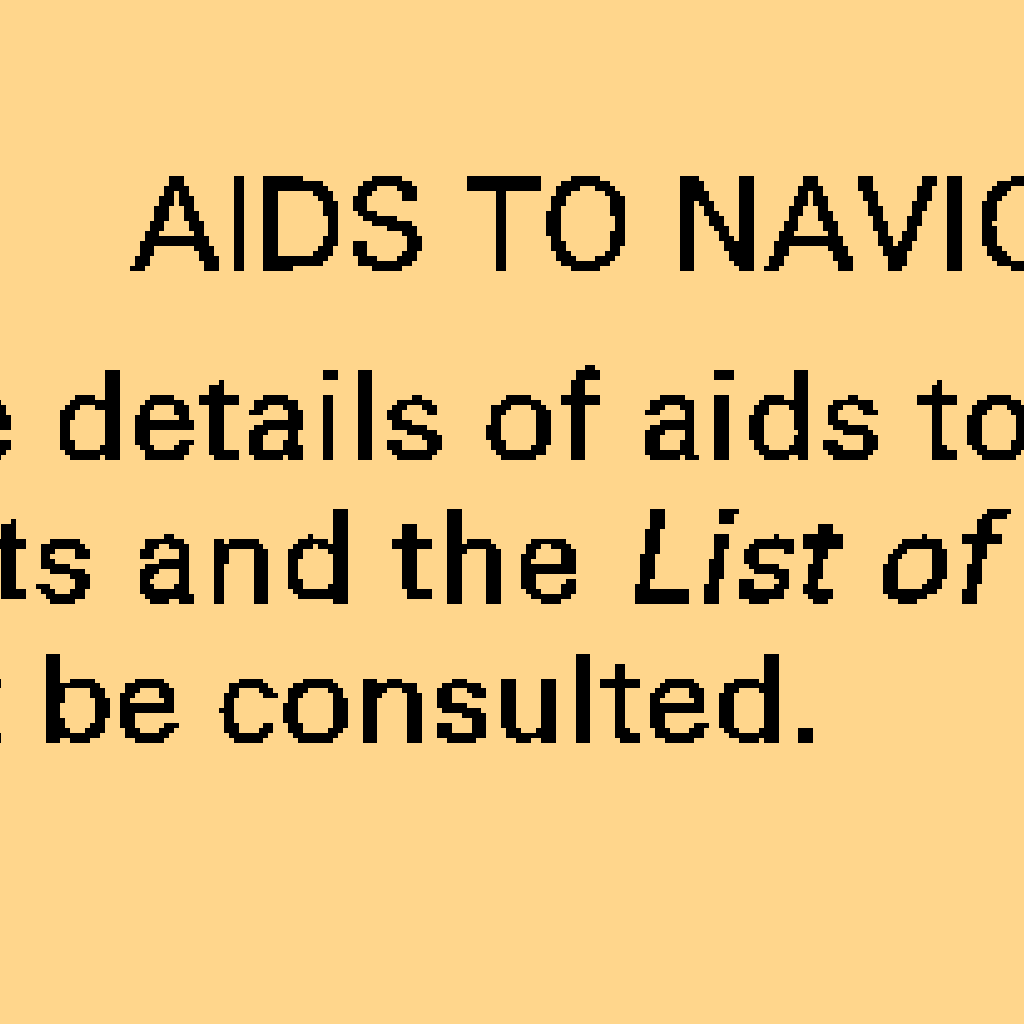 AIDS TO NAVIG
e details of aids to
ts and the List of
be consulted.